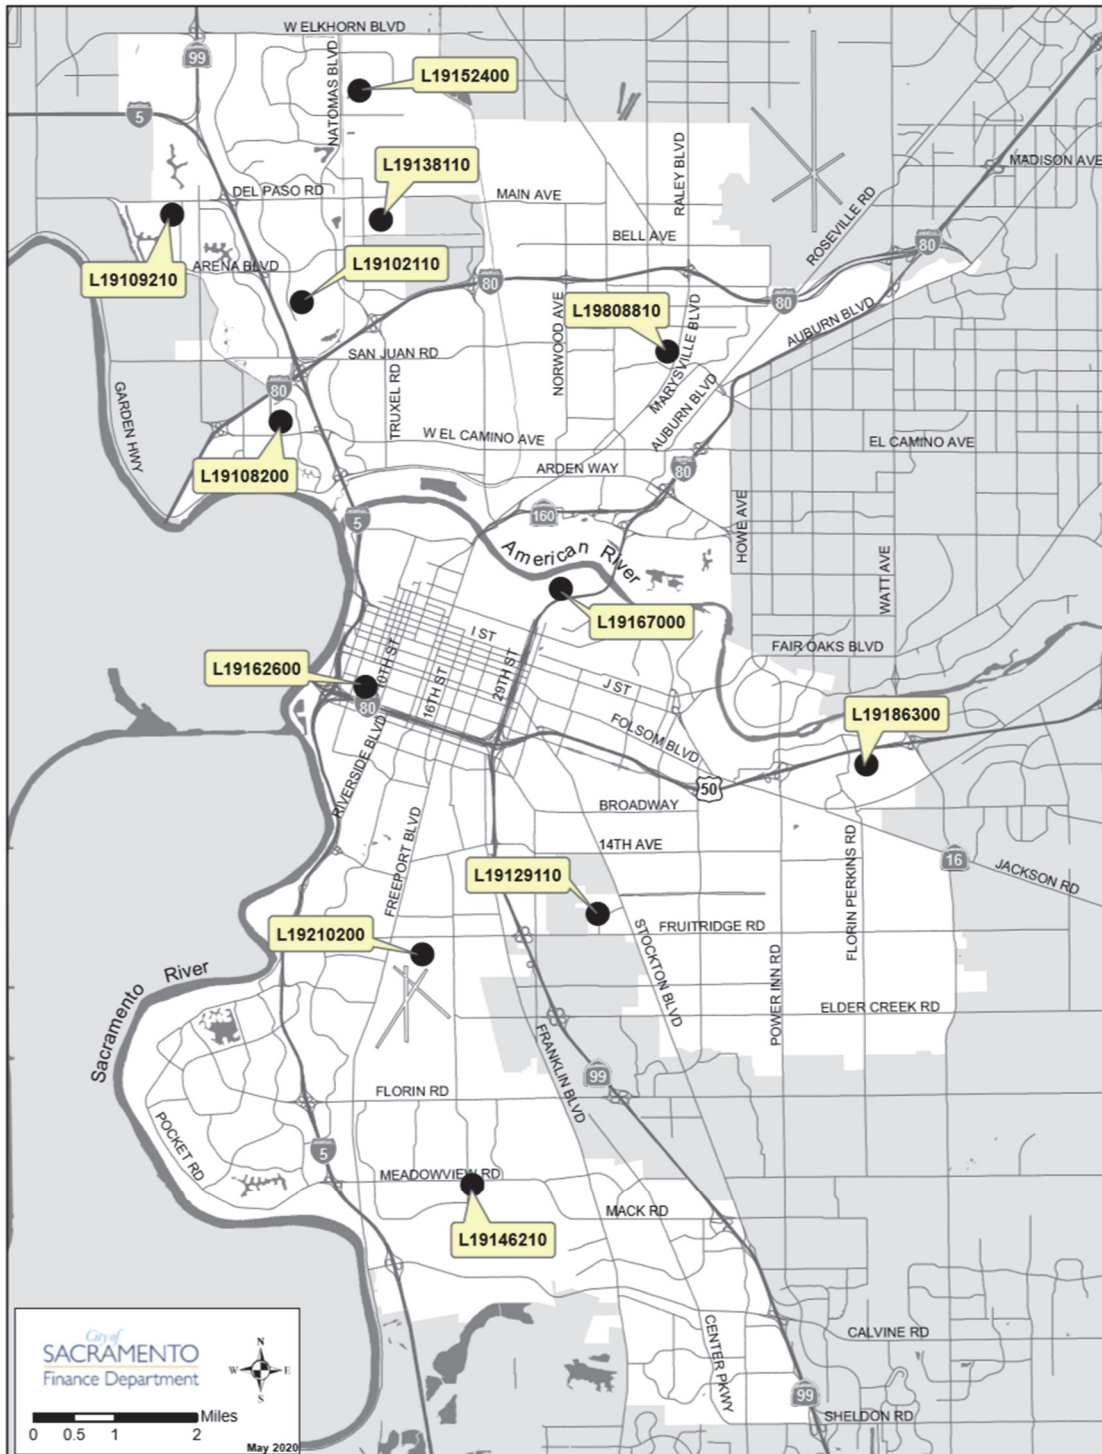 W ELKHORN BLVD
99
NATOMAS BLVD
L19152400
5
RALEY BLVD
L19138110
MADISON AVE
DEL PASO RD
MAIN AVE
ROSEVILLE RD
BELL AVE
80
L19109210
ARENA BLVD
L19102110
80
80
L19808810
NORWOOD AVE
MARYSVILLE BLVD
AUBURN BLVD
SAN JUAN RD
80
TRUXEL RD
AUBURN BLVD
GARDEN HWY
W EL CAMINO AVE
EL CAMINO AVE
L19108200
ARDEN WAY
80
5
160
HOWE AVE
American River
WATT AVE
L19167000
I ST
FAIR OAKS BLVD
L19162600
10TH ST
16TH ST
29TH ST
J ST
80
FOLSOM BLVD
L19186300
RIVERSIDE BLVD
50
BROADWAY
FREEPORT BLVD
14TH AVE
FLORIN PERKINS RD
16
JACKSON RD
L19129110
L19210200
STOCKTON BLVD
FRUITRIDGE RD
POWER INN RD
Sacramento River
ELDER CREEK RD
FRANKLIN BLVD
99
FLORIN RD
POCKET RD
5
MEADOWVIEW RD
MACK RD
L19146210
CENTER PKWY
CALVINE RD
99
SHELDON RD
City of
SACRAMENTO
Finance Department
N
W E
S
Miles
0 0.5 1 2
May 2020